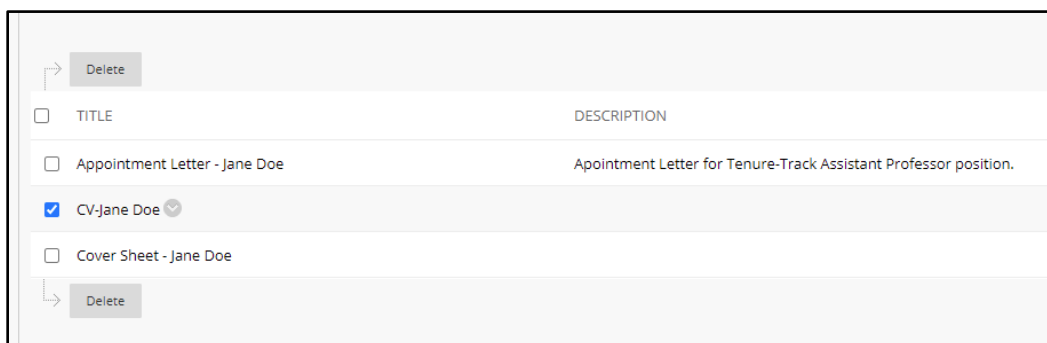 Delete
TITLE DESCRIPTION
Appointment Letter - Jane Doe Apointment Letter for Tenure-Track Assistant Professor position.
CV-Jane Doe
Cover Sheet - Jane Doe
Delete